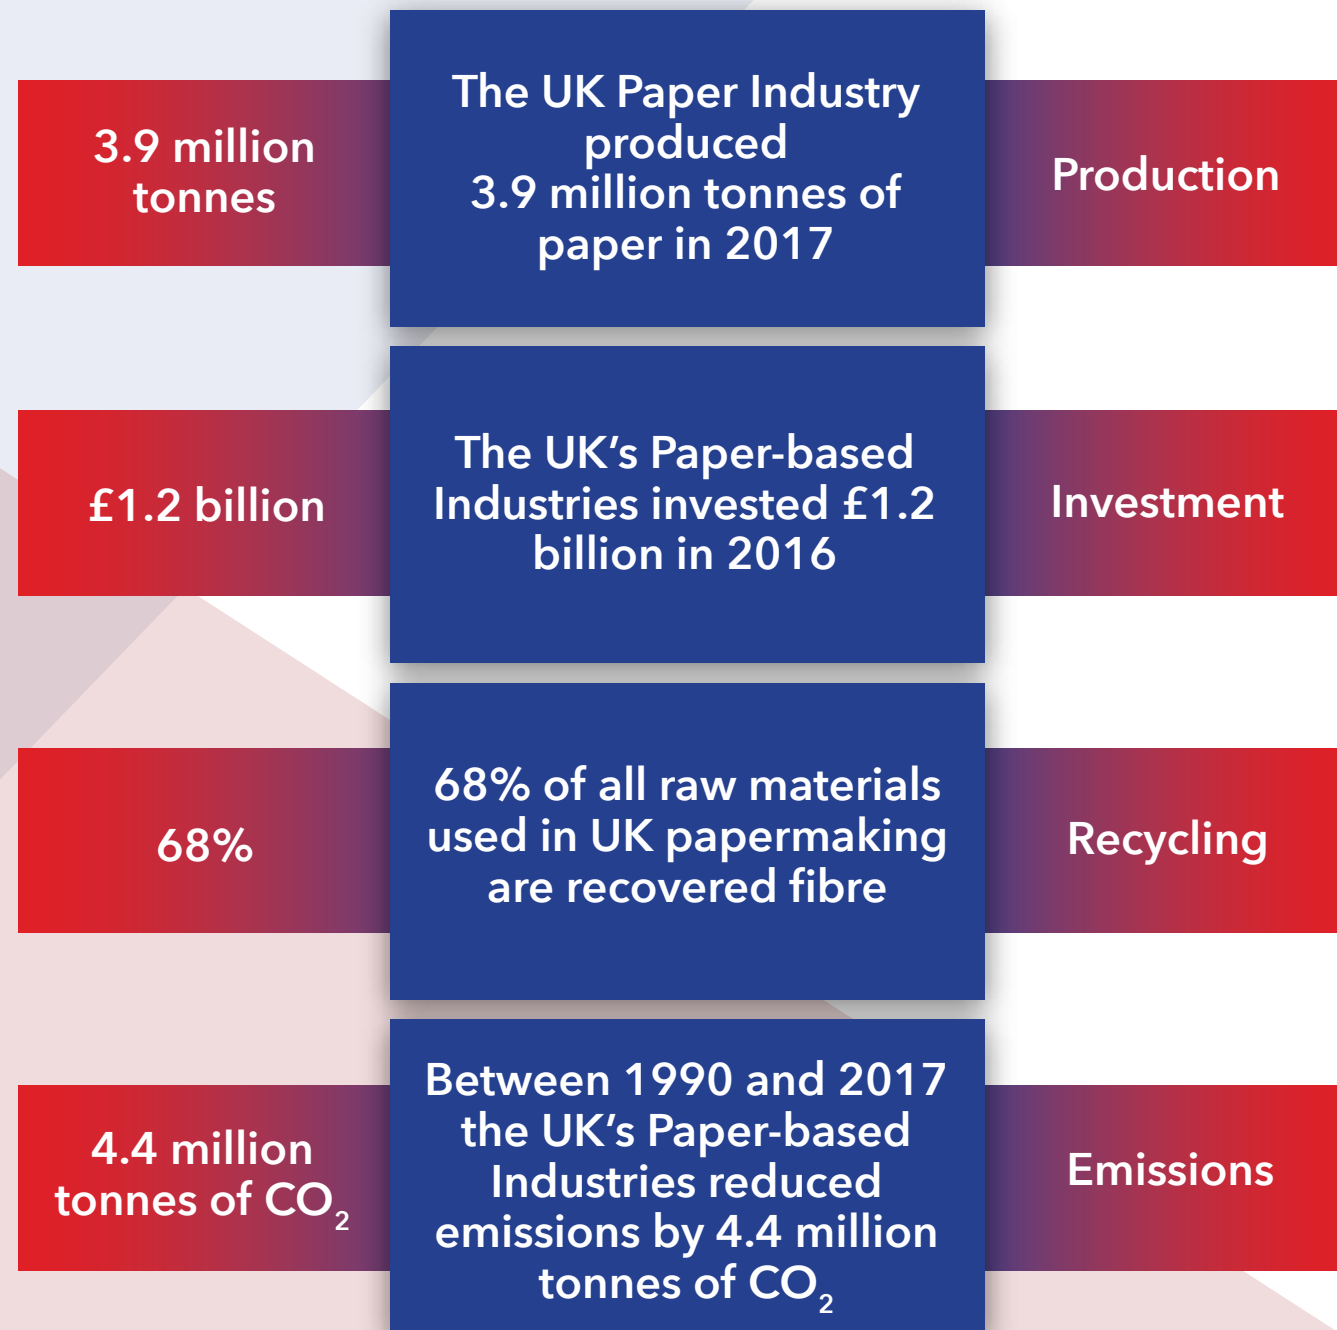 3.9 million
tonnes
The UK Paper Industry
produced
3.9 million tonnes of
paper in 2017
Production
£1.2 billion
The UK’s Paper-based
Industries invested £1.2
billion in 2016
Investment
68%
68% of all raw materials
used in UK papermaking
are recovered fibre
Recycling
4.4 million
tonnes of CO₂
Between 1990 and 2017
the UK’s Paper-based
Industries reduced
emissions by 4.4 million
tonnes of CO₂
Emissions